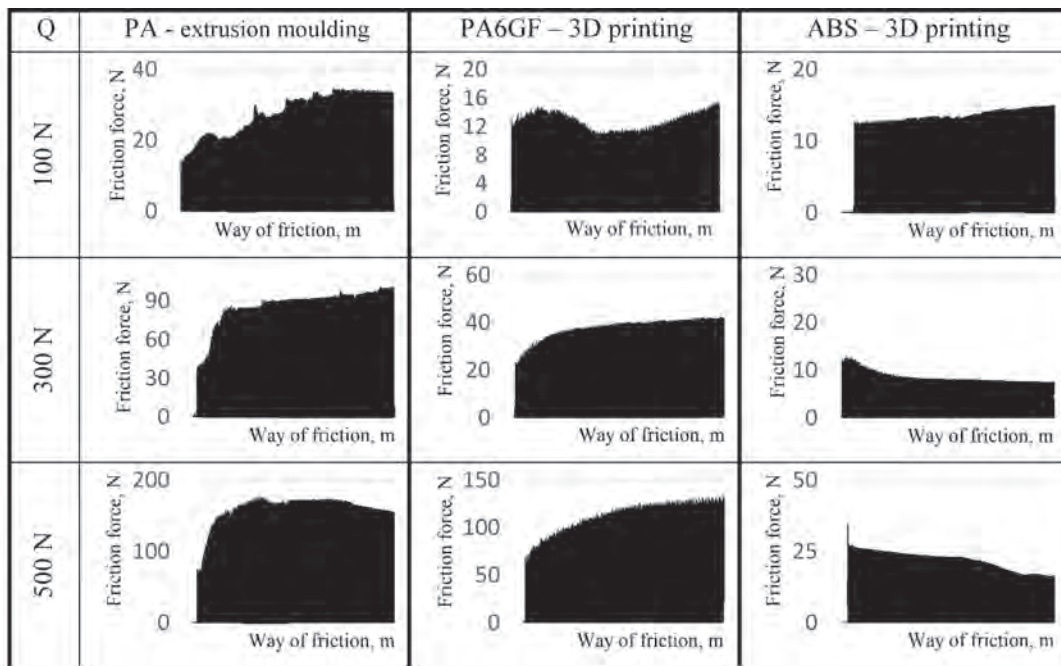 Q
PA - extrusion moulding
PA6GF – 3D printing
ABS – 3D printing
100 N
Friction force, N
40
20
0
Way of friction, m
Friction force, N
20
16
12
8
4
0
Way of friction, m
Friction force, N
20
10
0
Way of friction, m
300 N
Friction force, N
90
60
30
0
Way of friction, m
Friction force, N
60
40
20
0
Way of friction, m
Friction force, N
30
20
10
0
Way of friction, m
500 N
Friction force, N
200
100
0
Way of friction, m
Friction force, N
150
100
50
0
Way of friction, m
Friction force, N
50
25
0
Way of friction, m